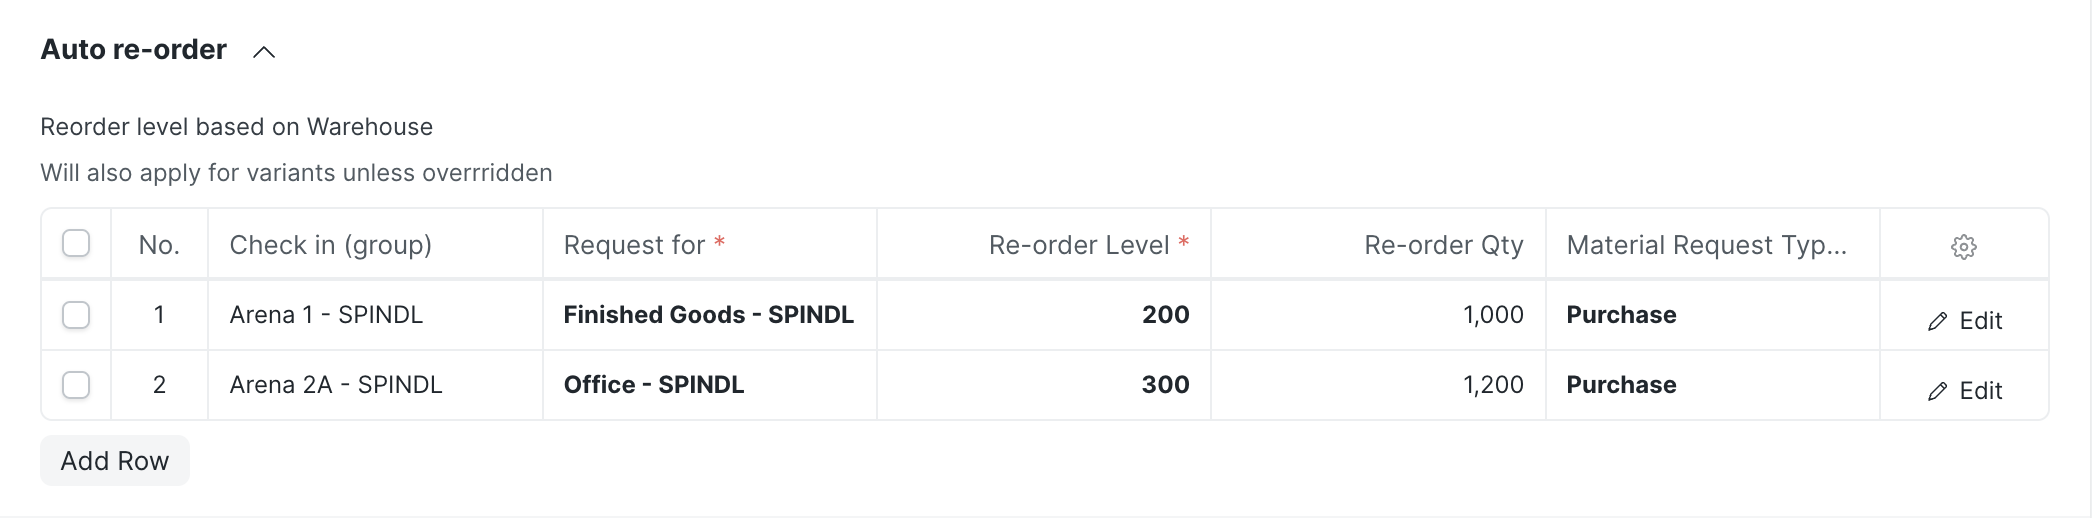 Auto re-order
Reorder level based on Warehouse
Will also apply for variants unless overrridden
No. Check in (group) Request for * Re-order Level * Re-order Qty Material Request Typ...
1 Arena 1 - SPINDL Finished Goods - SPINDL 200 1,000 Purchase Edit
2 Arena 2A - SPINDL Office - SPINDL 300 1,200 Purchase Edit
Add Row